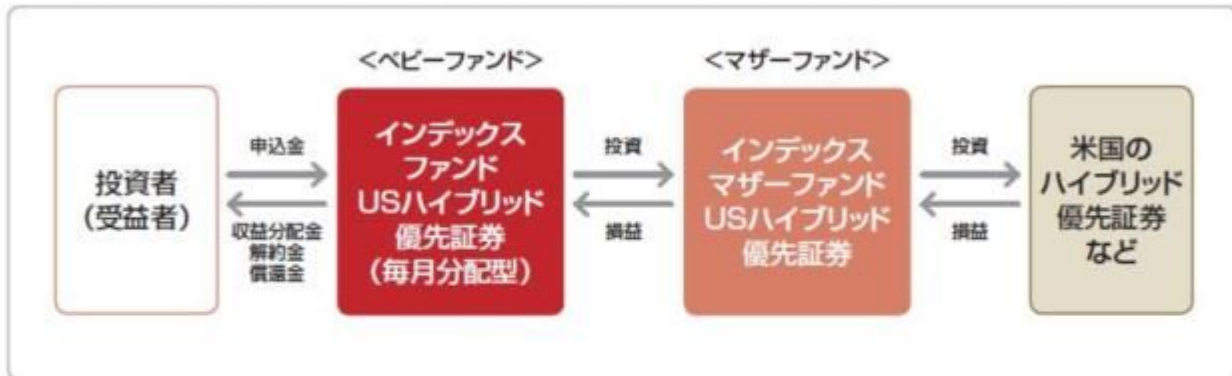 ＜ベビーファンド＞
＜マザーファンド＞
投資者
（受益者）
申込金
収益分配金
解約金
償還金
インデックス
ファンド
USハイブリッド
優先証券
（毎月分配型）
投資
損益
インデックス
マザーファンド
USハイブリッド
優先証券
投資
損益
米国の
ハイブリッド
優先証券
など